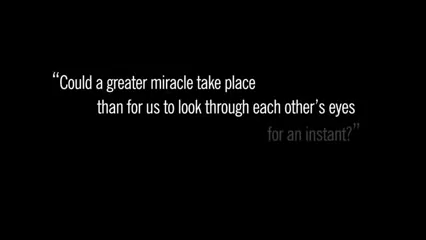 “Could a greater miracle take place
than for us to look through each other’s eyes
for an instant?”